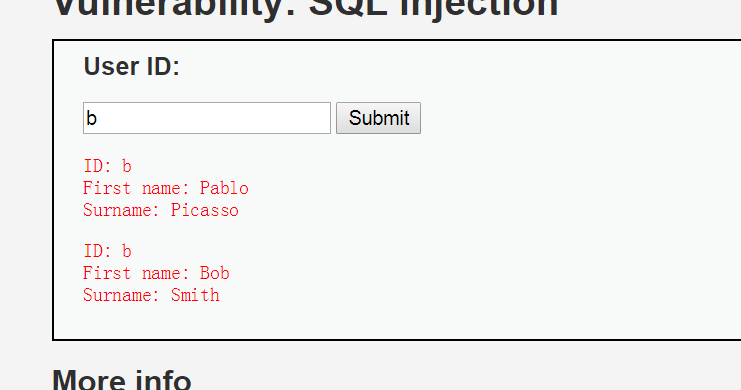 Vulnerability: SQL Injection
User ID:
b Submit
ID: b
First name: Pablo
Surname: Picasso
ID: b
First name: Bob
Surname: Smith
More info